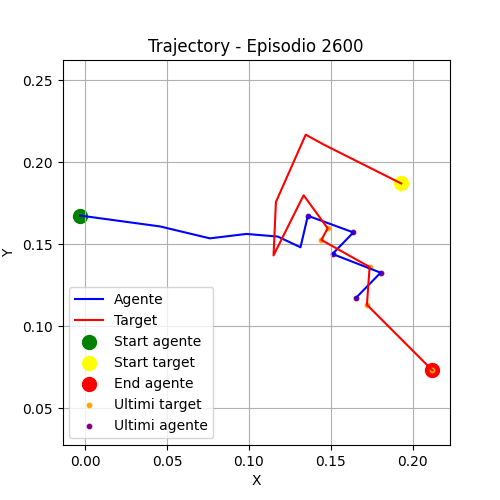 Trajectory - Episodio 2600
0.25
0.20
0.15
0.10
0.05
Y
Agente
Target
Start agente
Start target
End agente
Ultimi target
Ultimi agente
0.00 0.05 0.10 0.15 0.20
X